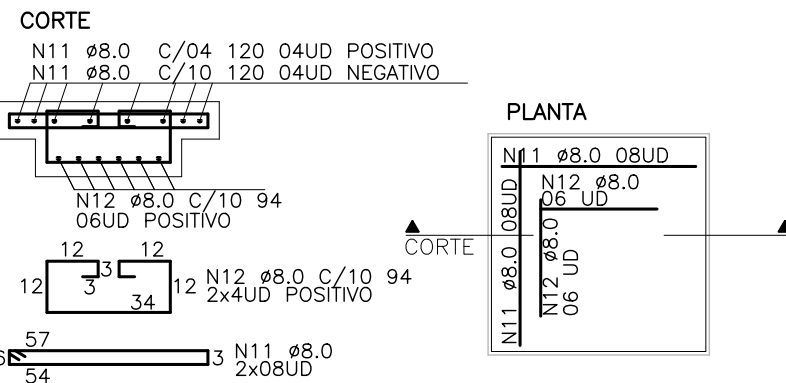 CORTE
N11 ø8.0 C/04 120 04UD POSITIVO
N11 ø8.0 C/10 120 04UD NEGATIVO
N12 ø8.0 C/10 94
06UD POSITIVO
12 12
12 3 3 12
34
N12 ø8.0 C/10 94
2x4UD POSITIVO
57
6 3
54
N11 ø8.0
2x08UD
PLANTA
N11 ø8.0 08UD
N12 ø8.0
06 UD
N11 ø8.0 08UD
N12 ø8.0
06 UD
CORTE